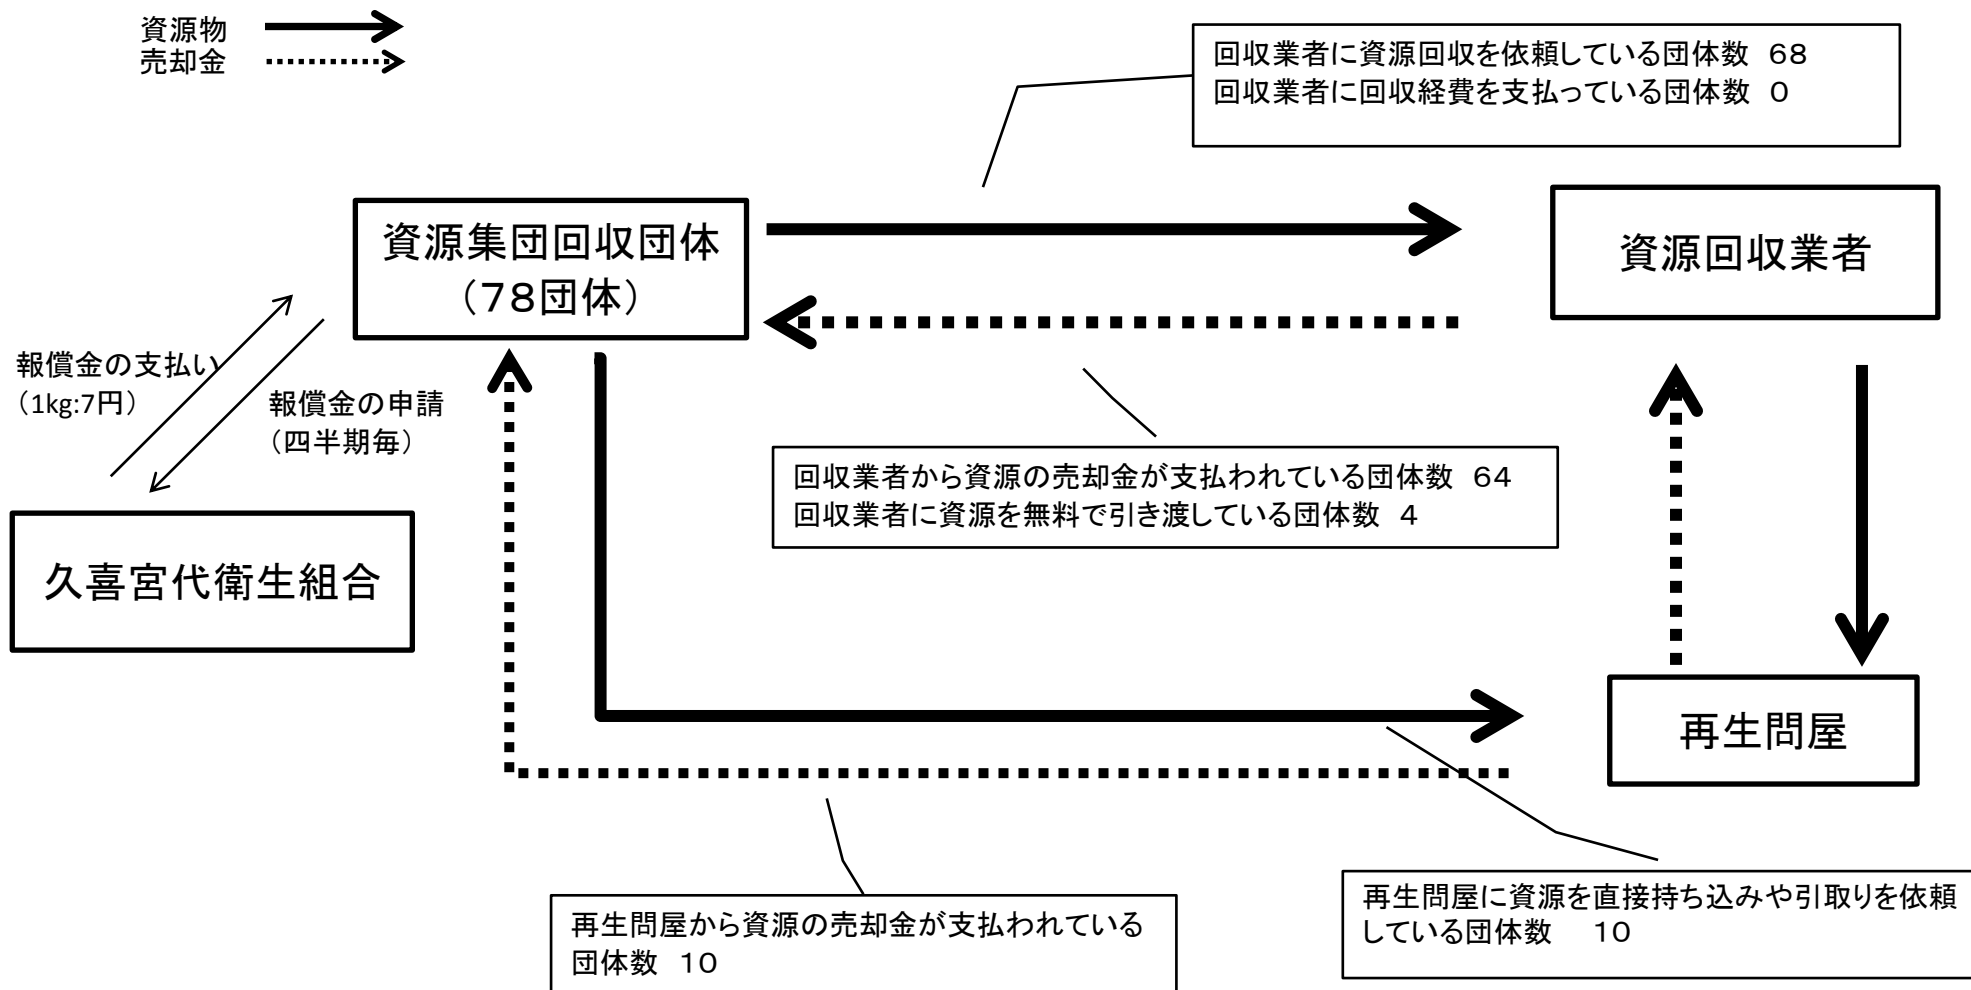 資源物
売却金
回収業者に資源回収を依頼している団体数 68
回収業者に回収経費を支払っている団体数 0
資源集団回収団体
（78団体）
資源回収業者
報償金の支払い
（1kg:7円）
報償金の申請
（四半期毎）
回収業者から資源の売却金が支払われている団体数 64
回収業者に資源を無料で引き渡している団体数 4
久喜宮代衛生組合
再生問屋
再生問屋に資源を直接持ち込みや引取りを依頼
している団体数　10
再生問屋から資源の売却金が支払われている
団体数 10